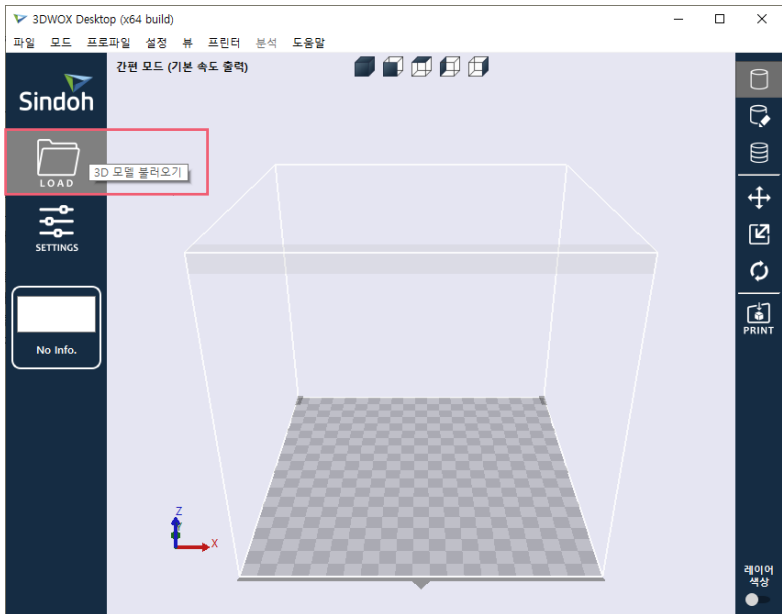 3DWOX Desktop (x64 build)
파일 모드 프로파일 설정 뷰 프린터 분석 도움말
간편 모드 (기본 속도 출력)
Sindoh
LOAD
3D 모델 불러오기
SETTINGS
No Info.
PRINT
Z
X
레이어
색상